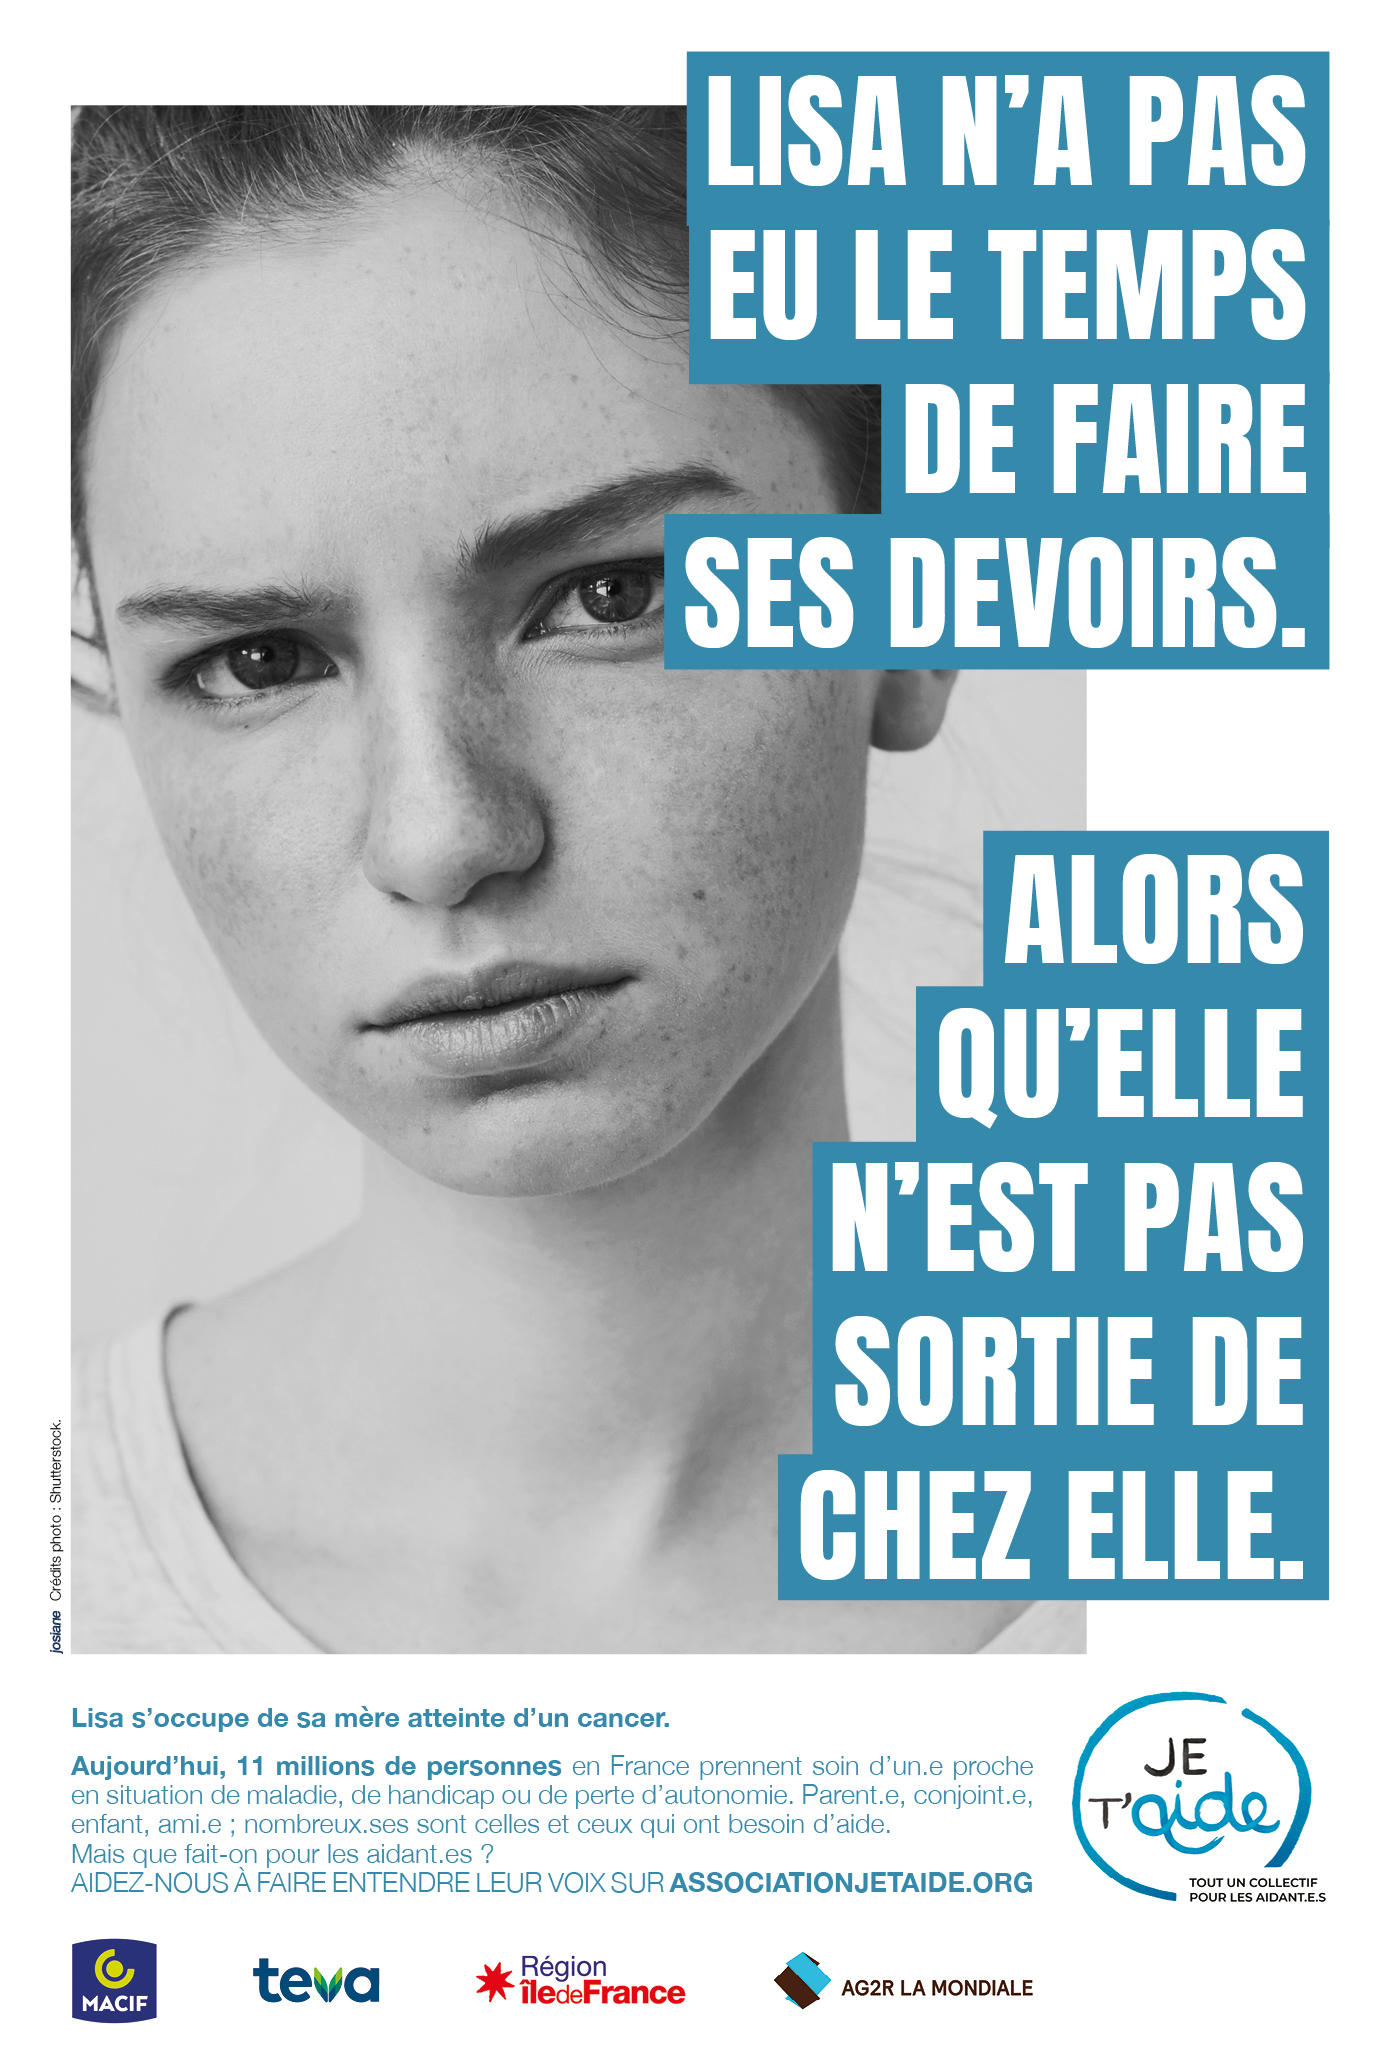 LISA N’A PAS
EU LE TEMPS
DE FAIRE
SES DEVOIRS.
ALORS
QU’ELLE
N’EST PAS
SORTIE DE
CHEZ ELLE.
josiane Crédits photo : Shutterstock.
Lisa s’occupe de sa mère atteinte d’un cancer.
Aujourd’hui, 11 millions de personnes en France prennent soin d’un.e proche
en situation de maladie, de handicap ou de perte d’autonomie. Parent.e, conjoint.e,
enfant, ami.e ; nombreux.ses sont celles et ceux qui ont besoin d’aide.
Mais que fait-on pour les aidant.es ?
AIDEZ-NOUS À FAIRE ENTENDRE LEUR VOIX SUR ASSOCIATIONJETAIDE.ORG
JE
T’aide
TOUT UN COLLECTIF
POUR LES AIDANT.E.S
MACIF
teva
Région
îledeFrance
AG2R LA MONDIALE